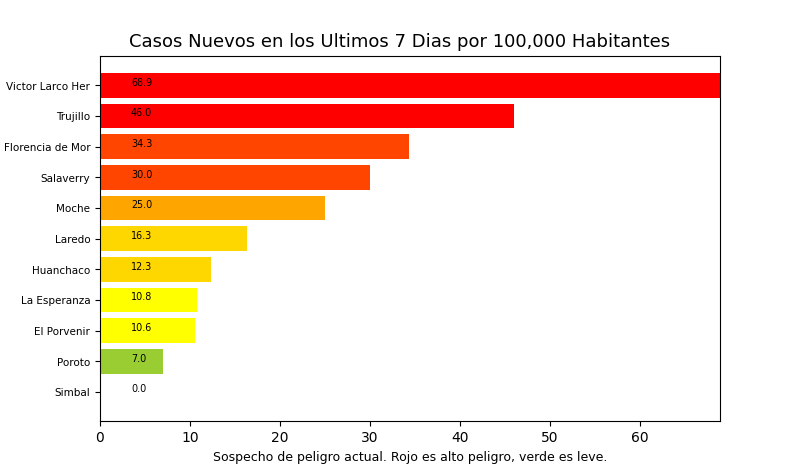 Casos Nuevos en los Ultimos 7 Dias por 100,000 Habitantes
Victor Larco Her 68.9
Trujillo 46.0
Florencia de Mor 34.3
Salaverry 30.0
Moche 25.0
Laredo 16.3
Huanchaco 12.3
La Esperanza 10.8
El Porvenir 10.6
Poroto 7.0
Simbal 0.0
0 10 20 30 40 50 60
Sospecho de peligro actual. Rojo es alto peligro, verde es leve.